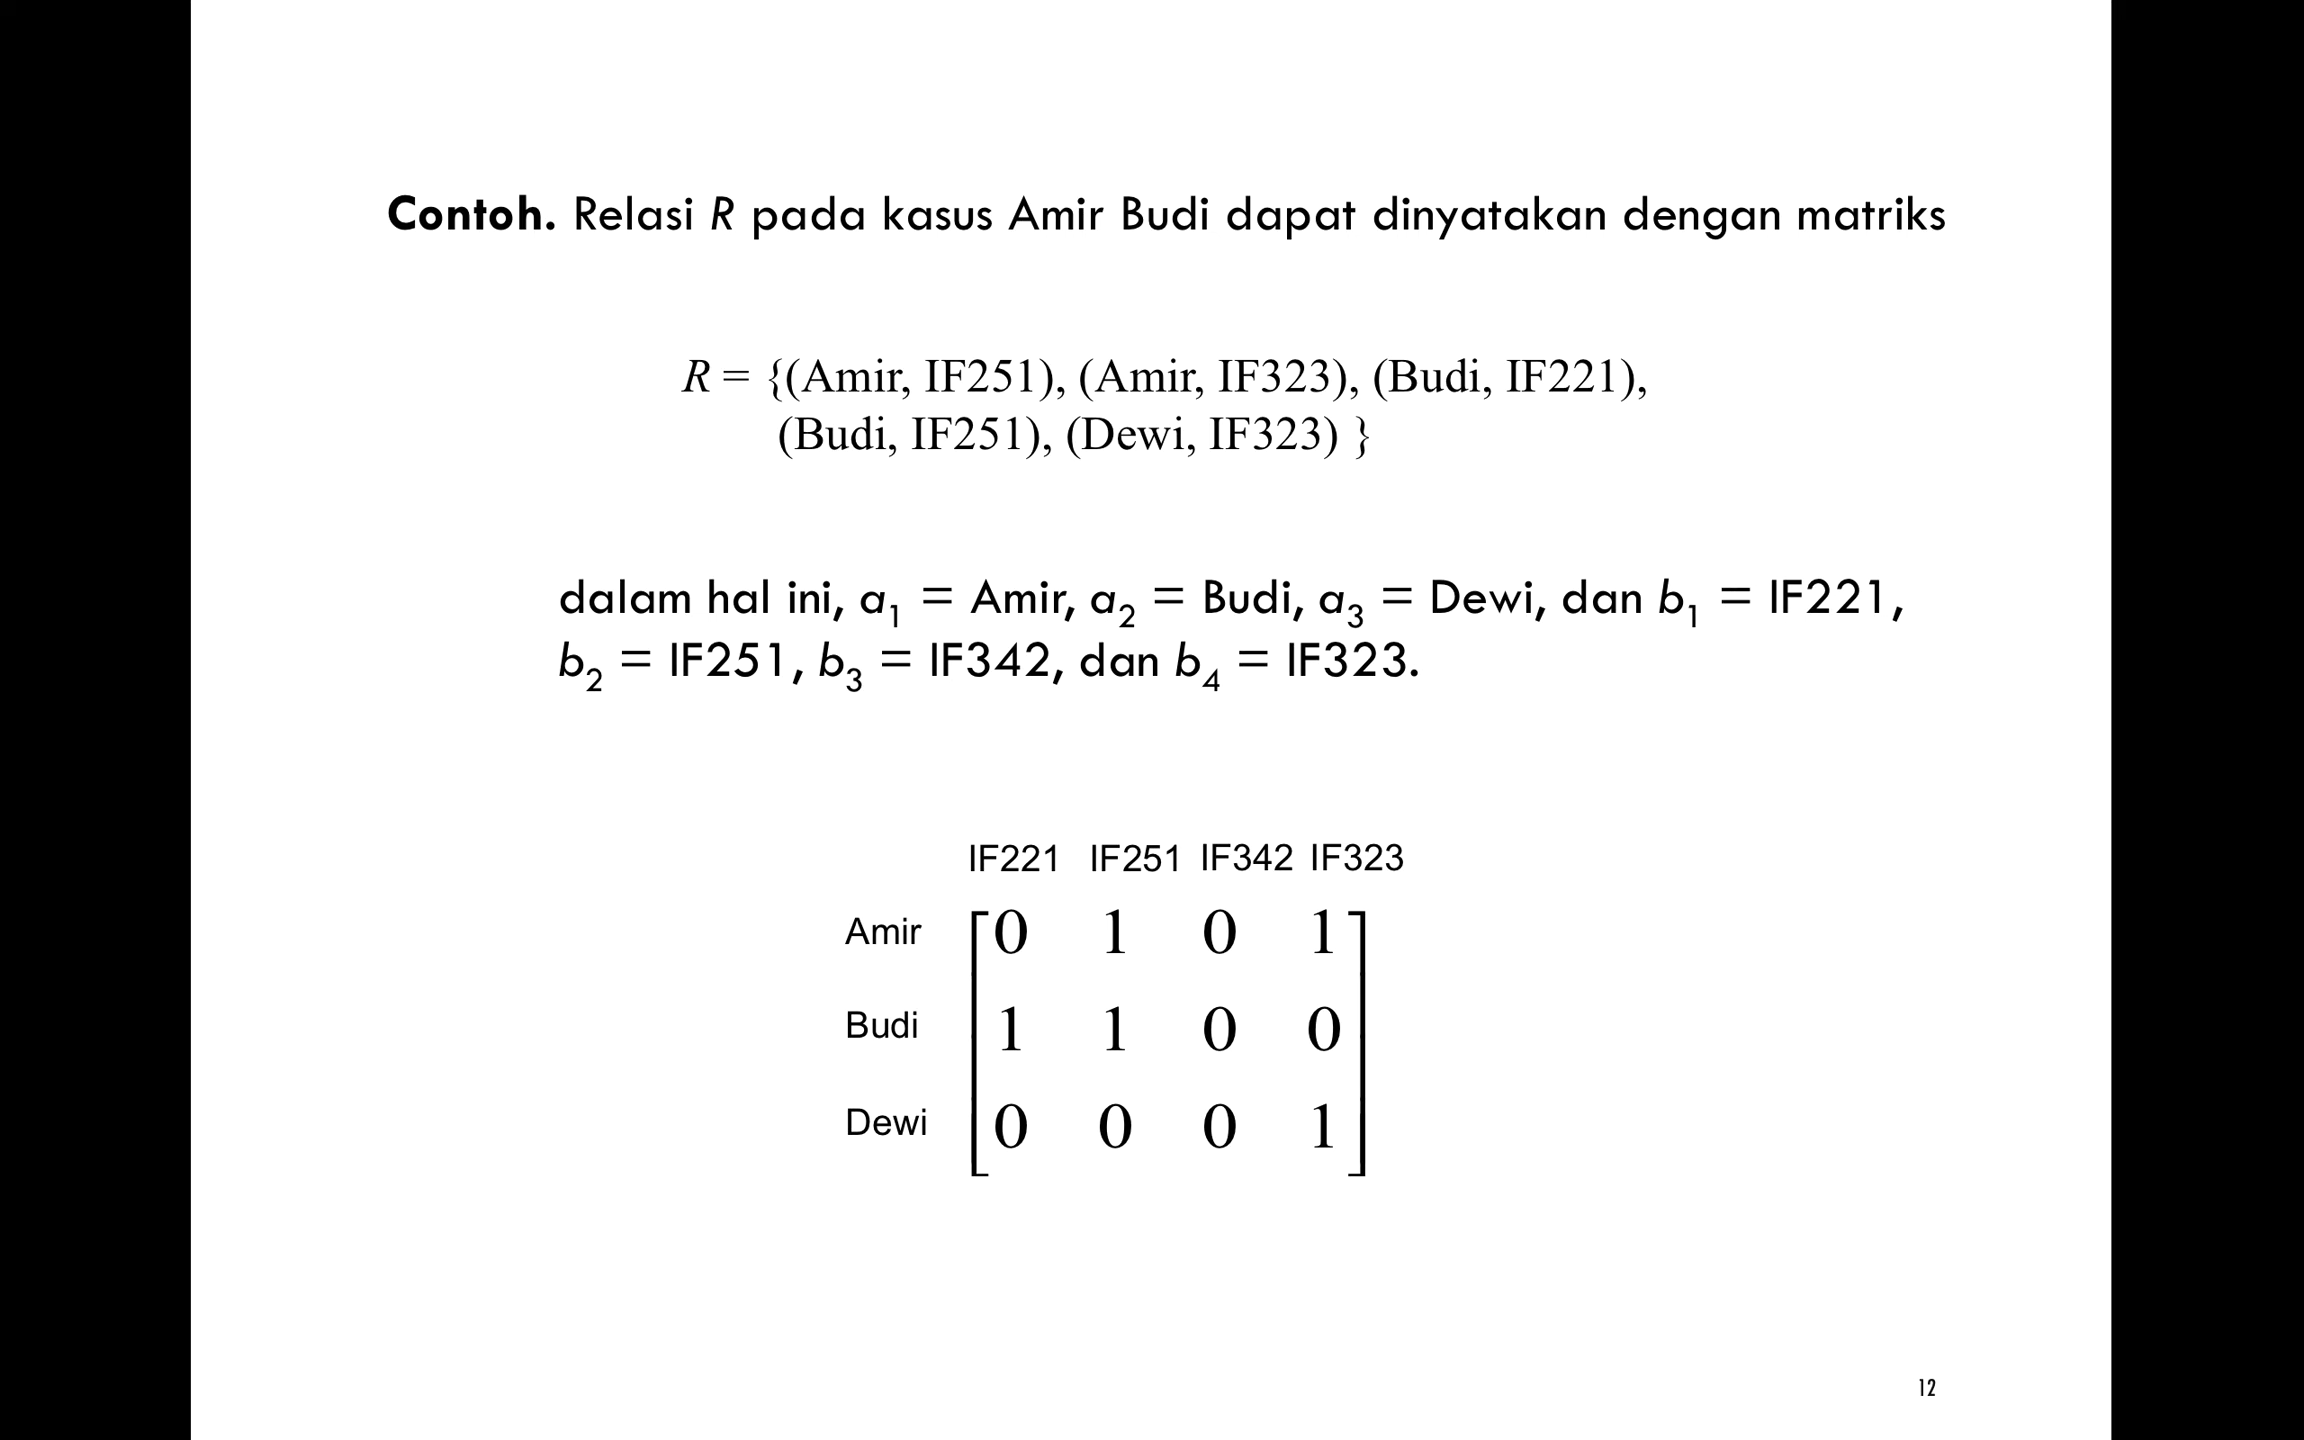 Contoh. Relasi R pada kasus Amir Budi dapat dinyatakan dengan matriks
R = {(Amir, IF251), (Amir, IF323), (Budi, IF221),
(Budi, IF251), (Dewi, IF323) }
dalam hal ini, a₁ = Amir, a₂ = Budi, a₃ = Dewi, dan b₁ = IF221,
b₂ = IF251, b₃ = IF342, dan b₄ = IF323.
IF221 IF251 IF342 IF323
Amir 0 1 0 1
Budi 1 1 0 0
Dewi 0 0 0 1
12